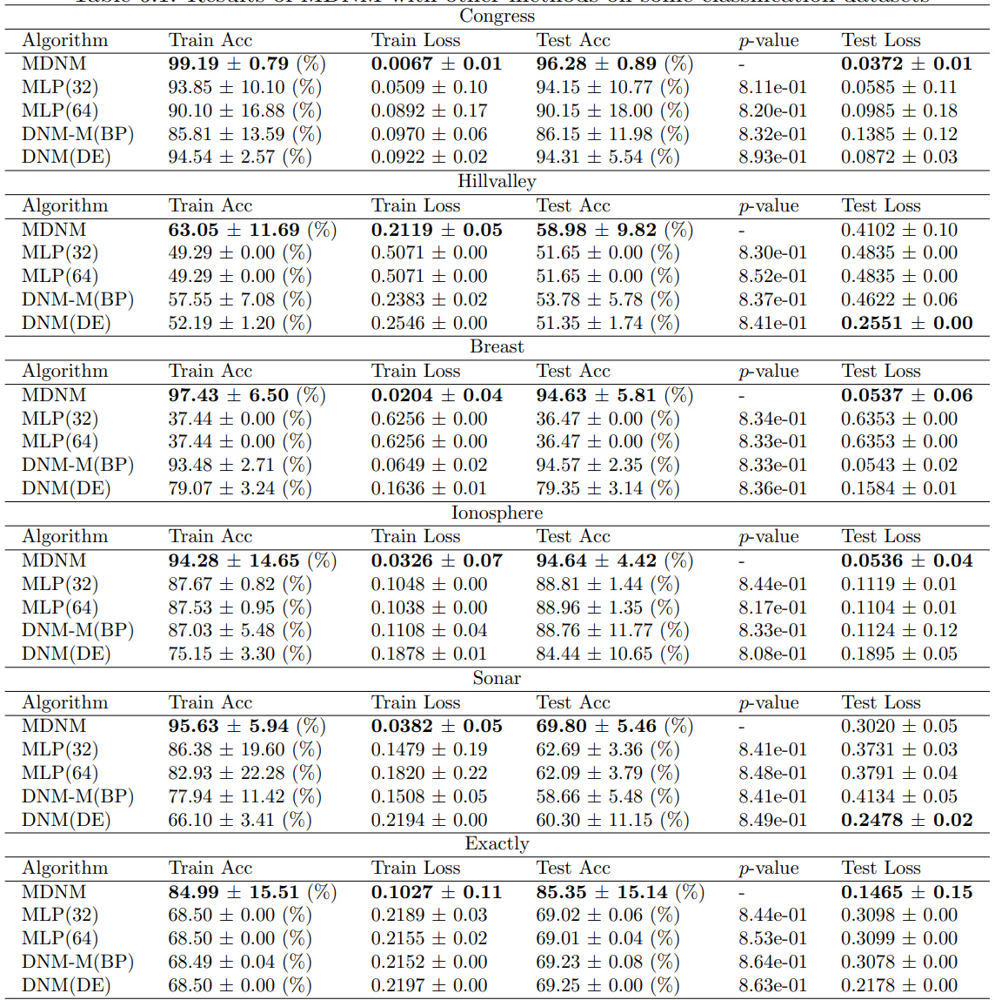 Table 6.1: Results of MDNM with other methods on some classification datasets
Congress
Algorithm Train Acc Train Loss Test Acc p-value Test Loss
MDNM 99.19 ± 0.79 (%) 0.0067 ± 0.01 96.28 ± 0.89 (%) - 0.0372 ± 0.01
MLP(32) 93.85 ± 10.10 (%) 0.0509 ± 0.10 94.15 ± 10.77 (%) 8.11e-01 0.0585 ± 0.11
MLP(64) 90.10 ± 16.88 (%) 0.0892 ± 0.17 90.15 ± 18.00 (%) 8.20e-01 0.0985 ± 0.18
DNM-M(BP) 85.81 ± 13.59 (%) 0.0970 ± 0.06 86.15 ± 11.98 (%) 8.32e-01 0.1385 ± 0.12
DNM(DE) 94.54 ± 2.57 (%) 0.0922 ± 0.02 94.31 ± 5.54 (%) 8.93e-01 0.0872 ± 0.03
Hillvalley
Algorithm Train Acc Train Loss Test Acc p-value Test Loss
MDNM 63.05 ± 11.69 (%) 0.2119 ± 0.05 58.98 ± 9.82 (%) - 0.4102 ± 0.10
MLP(32) 49.29 ± 0.00 (%) 0.5071 ± 0.00 51.65 ± 0.00 (%) 8.30e-01 0.4835 ± 0.00
MLP(64) 49.29 ± 0.00 (%) 0.5071 ± 0.00 51.65 ± 0.00 (%) 8.52e-01 0.4835 ± 0.00
DNM-M(BP) 57.55 ± 7.08 (%) 0.2383 ± 0.02 53.78 ± 5.78 (%) 8.37e-01 0.4622 ± 0.06
DNM(DE) 52.19 ± 1.20 (%) 0.2546 ± 0.00 51.35 ± 1.74 (%) 8.41e-01 0.2551 ± 0.00
Breast
Algorithm Train Acc Train Loss Test Acc p-value Test Loss
MDNM 97.43 ± 6.50 (%) 0.0204 ± 0.04 94.63 ± 5.81 (%) - 0.0537 ± 0.06
MLP(32) 37.44 ± 0.00 (%) 0.6256 ± 0.00 36.47 ± 0.00 (%) 8.34e-01 0.6353 ± 0.00
MLP(64) 37.44 ± 0.00 (%) 0.6256 ± 0.00 36.47 ± 0.00 (%) 8.33e-01 0.6353 ± 0.00
DNM-M(BP) 93.48 ± 2.71 (%) 0.0649 ± 0.02 94.57 ± 2.35 (%) 8.33e-01 0.0543 ± 0.02
DNM(DE) 79.07 ± 3.24 (%) 0.1636 ± 0.01 79.35 ± 3.14 (%) 8.36e-01 0.1584 ± 0.01
Ionosphere
Algorithm Train Acc Train Loss Test Acc p-value Test Loss
MDNM 94.28 ± 14.65 (%) 0.0326 ± 0.07 94.64 ± 4.42 (%) - 0.0536 ± 0.04
MLP(32) 87.67 ± 0.82 (%) 0.1048 ± 0.00 88.81 ± 1.44 (%) 8.44e-01 0.1119 ± 0.01
MLP(64) 87.53 ± 0.95 (%) 0.1038 ± 0.00 88.96 ± 1.35 (%) 8.17e-01 0.1104 ± 0.01
DNM-M(BP) 87.03 ± 5.48 (%) 0.1108 ± 0.04 88.76 ± 11.77 (%) 8.33e-01 0.1124 ± 0.12
DNM(DE) 75.15 ± 3.30 (%) 0.1878 ± 0.01 84.44 ± 10.65 (%) 8.08e-01 0.1895 ± 0.05
Sonar
Algorithm Train Acc Train Loss Test Acc p-value Test Loss
MDNM 95.63 ± 5.94 (%) 0.0382 ± 0.05 69.80 ± 5.46 (%) - 0.3020 ± 0.05
MLP(32) 86.38 ± 19.60 (%) 0.1479 ± 0.19 62.69 ± 3.36 (%) 8.41e-01 0.3731 ± 0.03
MLP(64) 82.93 ± 22.28 (%) 0.1820 ± 0.22 62.09 ± 3.79 (%) 8.48e-01 0.3791 ± 0.04
DNM-M(BP) 77.94 ± 11.42 (%) 0.1508 ± 0.05 58.66 ± 5.48 (%) 8.41e-01 0.4134 ± 0.05
DNM(DE) 66.10 ± 3.41 (%) 0.2194 ± 0.00 60.30 ± 11.15 (%) 8.49e-01 0.2478 ± 0.02
Exactly
Algorithm Train Acc Train Loss Test Acc p-value Test Loss
MDNM 84.99 ± 15.51 (%) 0.1027 ± 0.11 85.35 ± 15.14 (%) - 0.1465 ± 0.15
MLP(32) 68.50 ± 0.00 (%) 0.2189 ± 0.03 69.02 ± 0.06 (%) 8.44e-01 0.3098 ± 0.00
MLP(64) 68.50 ± 0.00 (%) 0.2155 ± 0.02 69.01 ± 0.04 (%) 8.53e-01 0.3099 ± 0.00
DNM-M(BP) 68.49 ± 0.04 (%) 0.2152 ± 0.00 69.23 ± 0.08 (%) 8.64e-01 0.3078 ± 0.00
DNM(DE) 68.50 ± 0.00 (%) 0.2197 ± 0.00 69.25 ± 0.00 (%) 8.63e-01 0.2178 ± 0.00